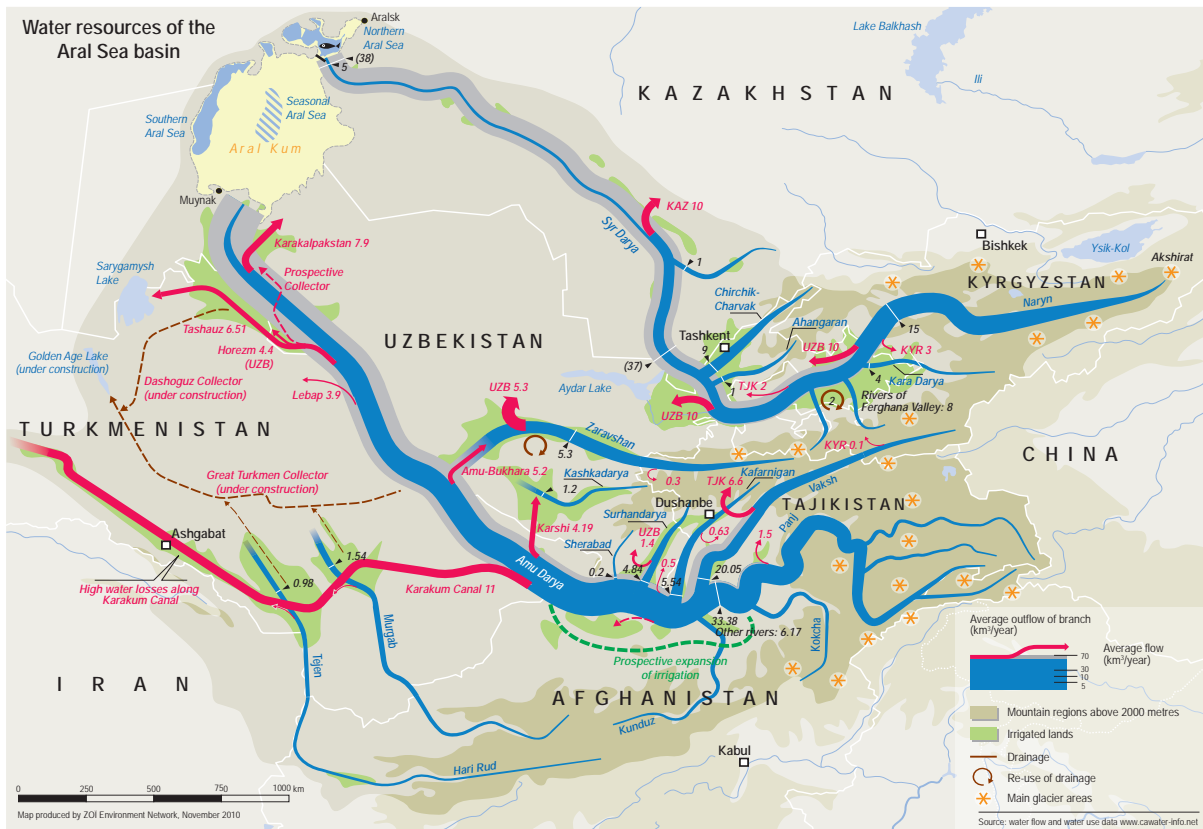 Water resources of the
Aral Sea basin
Aralsk
Northern
Aral Sea
(38)
5
Seasonal
Aral Sea
Southern
Aral Sea
Aral Kum
Muynak
Lake Balkhash
Ili
KAZAKHSTAN
KAZ 10
Syr Darya
1
Bishkek
Ysik-Kol
Akshirat
KYRGYZSTAN
Naryn
Karakalpakstan 7.9
Prospective
Collector
Sarygamysh
Lake
Tashauz 6.51
Horezm 4.4
(UZB)
Golden Age Lake
(under construction)
Dashoguz Collector
(under construction)
Lebap 3.9
UZBEKISTAN
Chirchik-
Charvak
Tashkent
Ahangaran
9
15
UZB 10
KYR 3
(37)
1
TJK 2
4
Kara Darya
Aydar Lake
UZB 10
2
Rivers of
Ferghana Valley: 8
UZB 5.3
Zaravshan
5.3
KYR 0.1
TURKMENISTAN
CHINA
Amu-Bukhara 5.2
Kashkadarya
1.2
0.3
TJK 6.6
Kafarnigan
Vaksh
Great Turkmen Collector
(under construction)
Dushanbe
TAJIKISTAN
Surhandarya
Karshi 4.19
UZB
1.4
0.63
Panj
1.5
Sherabad
Ashgabat
1.54
Amu Darya
0.2
4.84
0.5
5.54
20.05
0.98
Karakum Canal 11
High water losses along
Karakum Canal
33.38
Other rivers: 6.17
Murgab
Tejen
Kokcha
Prospective expansion
of irrigation
IRAN
AFGHANISTAN
Kunduz
Kabul
Hari Rud
Average outflow of branch
(km³/year)
Average flow
(km³/year)
70
30
10
5
Mountain regions above 2000 metres
Irrigated lands
Drainage
Re-use of drainage
Main glacier areas
0 250 500 750 1000 km
Map produced by ZOI Environment Network, November 2010
Source: water flow and water use data www.cawater-info.net